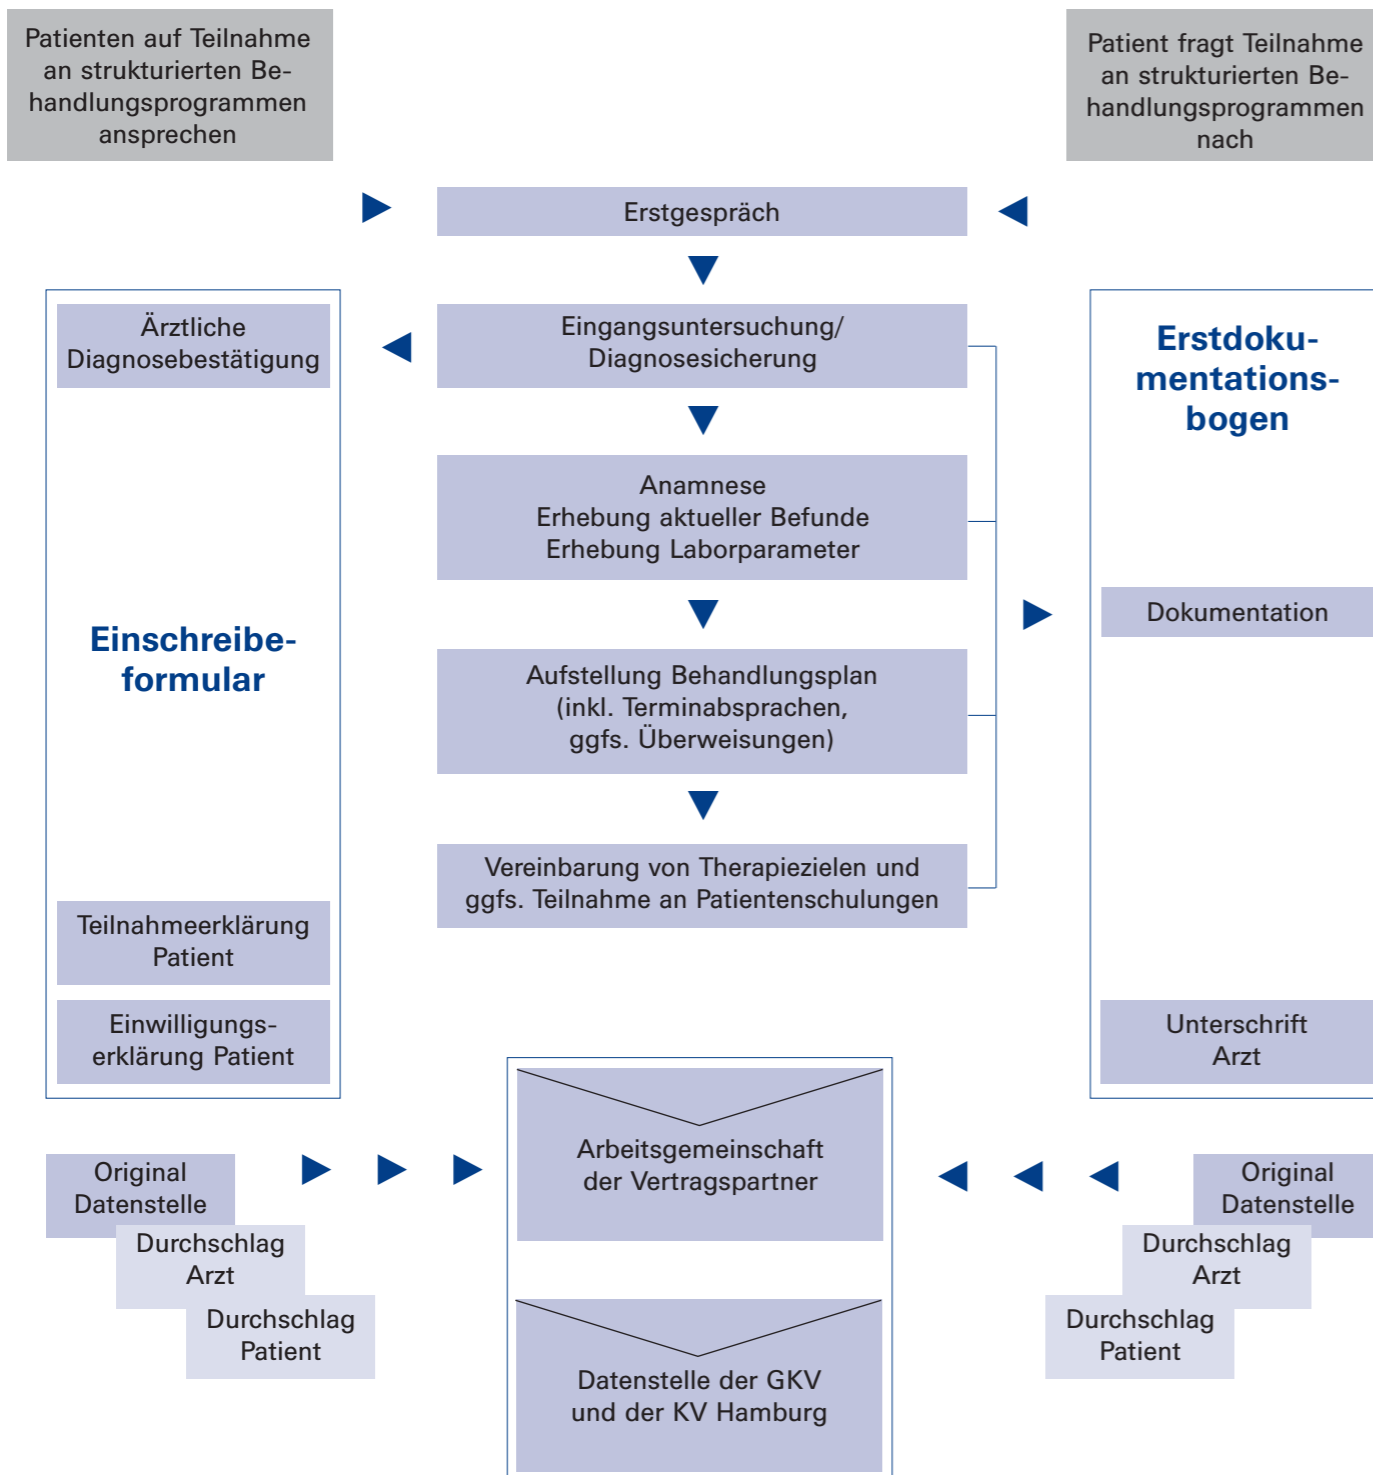 Patienten auf Teilnahme
an strukturierten Be-
handlungsprogrammen
ansprechen
Patient fragt Teilnahme
an strukturierten Be-
handlungsprogrammen
nach
Erstgespräch
Ärztliche
Diagnosebestätigung
Einschreibe-
formular
Teilnahmeerklärung
Patient
Einwilligungs-
erklärung Patient
Eingangsuntersuchung/
Diagnosesicherung
Anamnese
Erhebung aktueller Befunde
Erhebung Laborparameter
Aufstellung Behandlungsplan
(inkl. Terminabsprachen,
ggfs. Überweisungen)
Vereinbarung von Therapiezielen und
ggfs. Teilnahme an Patientenschulungen
Erstdoku-
mentations-
bogen
Dokumentation
Unterschrift
Arzt
Original
Datenstelle
Durchschlag
Arzt
Durchschlag
Patient
Arbeitsgemeinschaft
der Vertragspartner
Datenstelle der GKV
und der KV Hamburg
Original
Datenstelle
Durchschlag
Arzt
Durchschlag
Patient